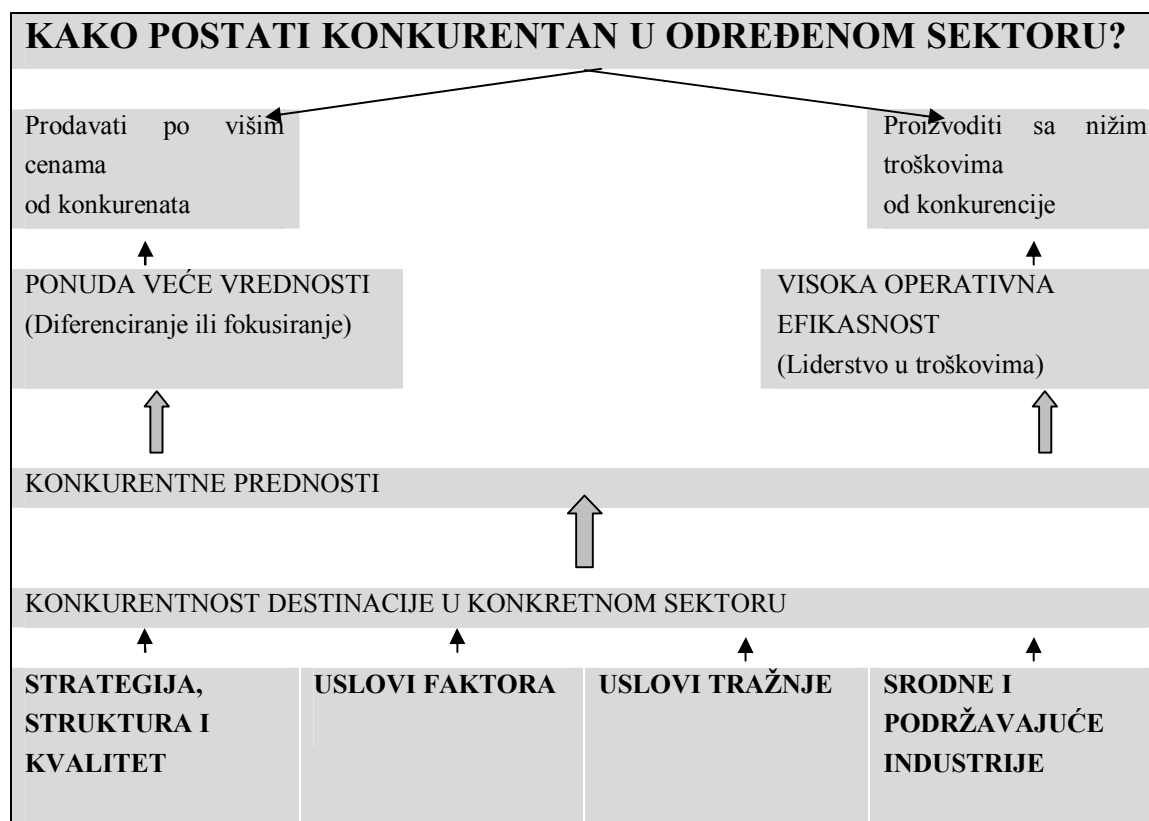 KAKO POSTATI KONKURENTAN U ODREĐENOM SEKTORU?
Prodavati po višim
cenama
od konkurenata
Proizvoditi sa nižim
troškovima
od konkurencije
PONUDA VEĆE VREDNOSTI
(Diferenciranje ili fokusiranje)
VISOKA OPERATIVNA
EFIKASNOST
(Liderstvo u troškovima)
KONKURENTNE PREDNOSTI
KONKURENTNOST DESTINACIJE U KONKRETNOM SEKTORU
STRATEGIJA,
STRUKTURA I
KVALITET
USLOVI FAKTORA
USLOVI TRAŽNJE
SRODNE I
PODRŽAVAJUĆE
INDUSTRIJE